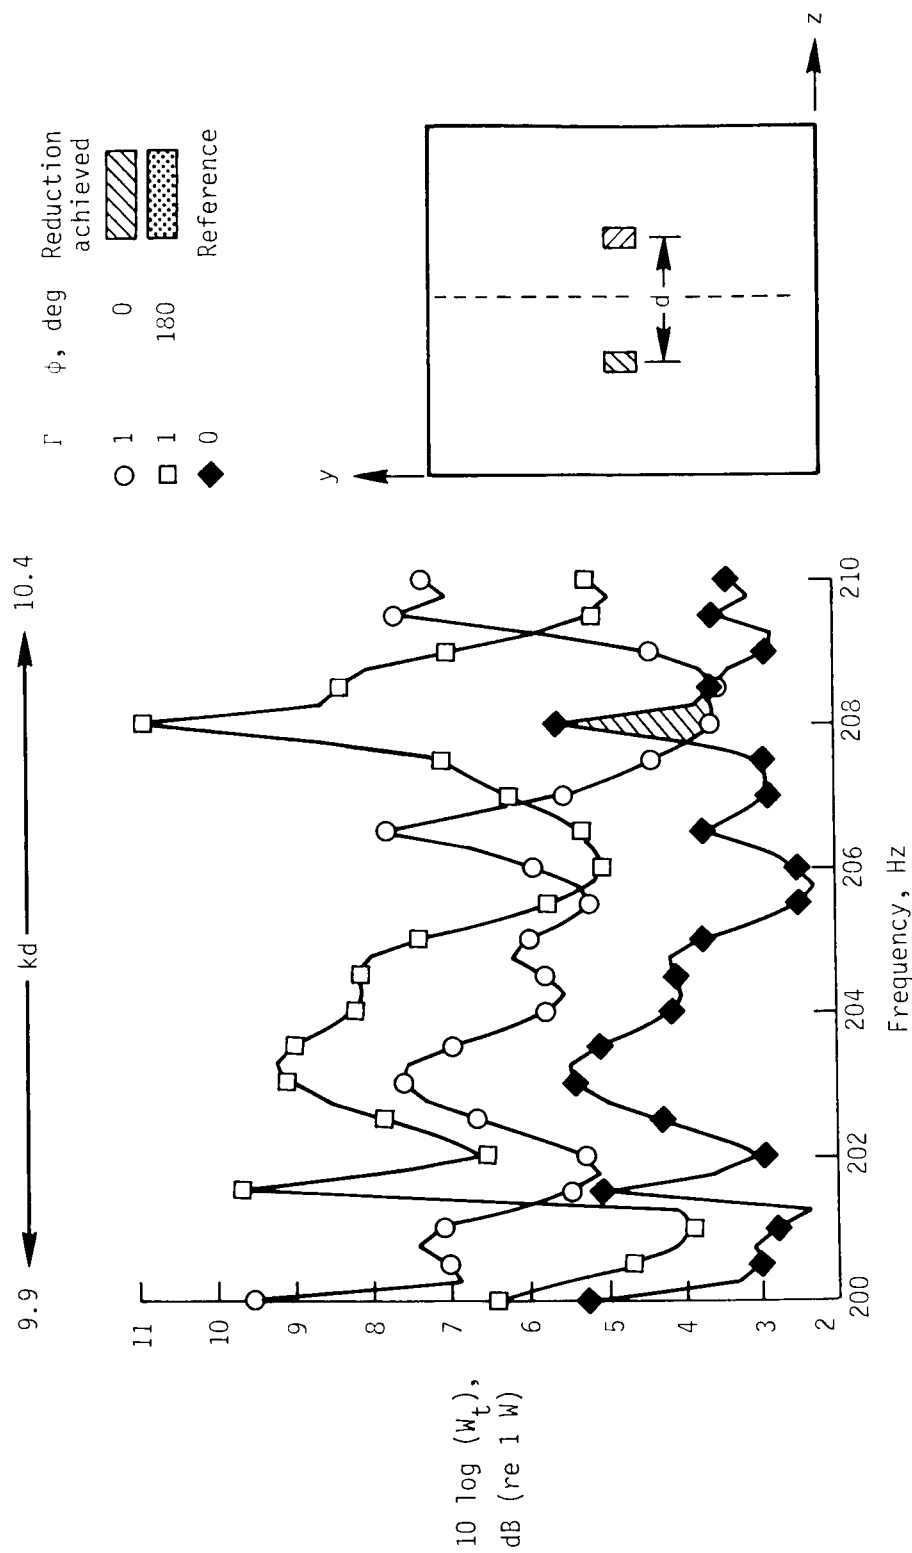 9.9 kd 10.4
Γ φ, deg Reduction
achieved
1 0
1 180
0 Reference
10 log (Wt),
dB (re 1 W)
11
10
9
8
7
6
5
4
3
2
200 202 204 206 208 210
Frequency, Hz
y
d
z